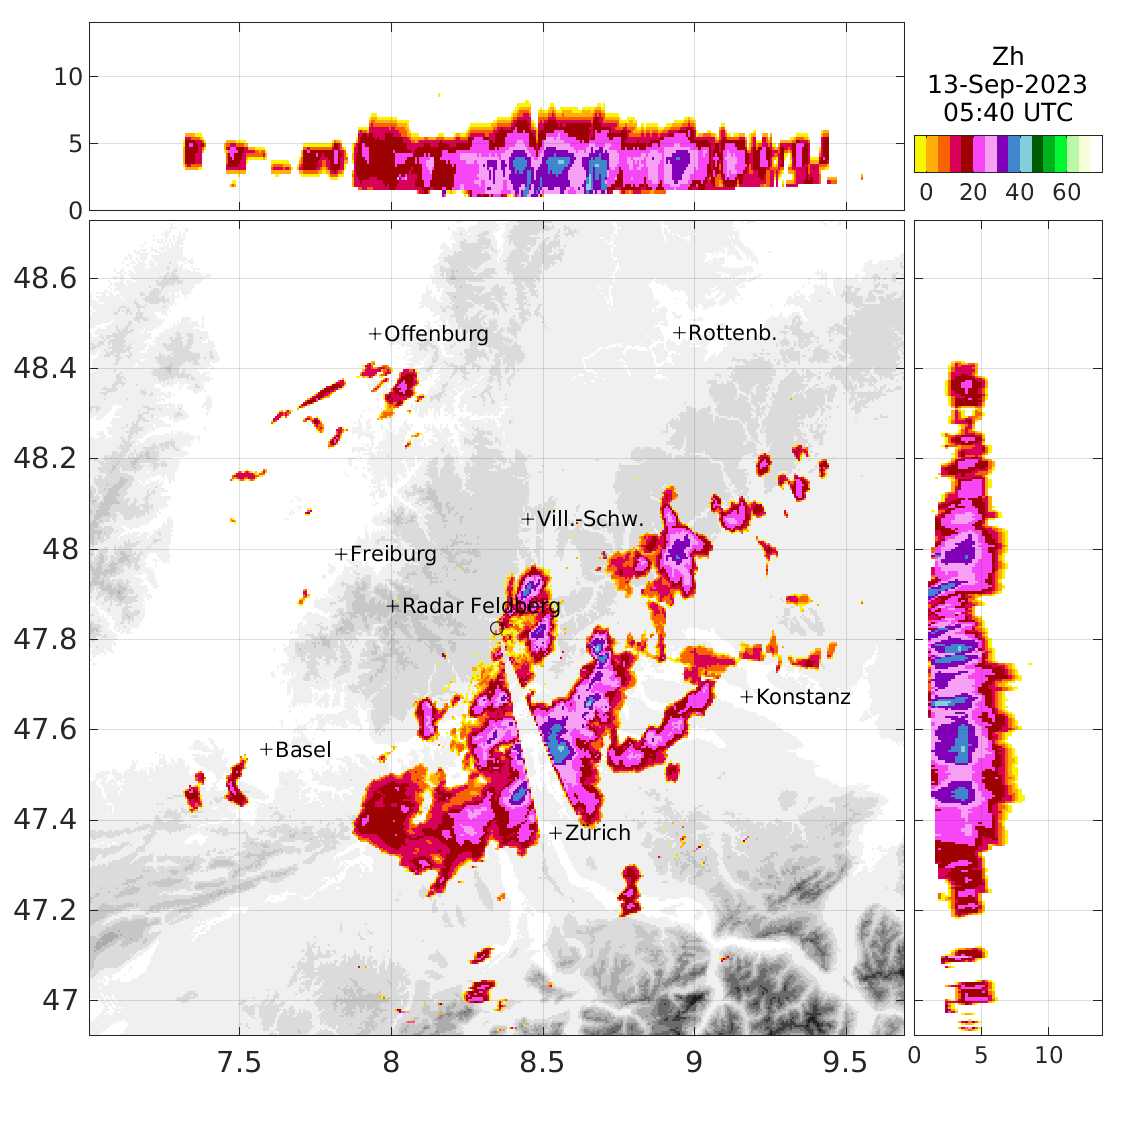 Zh
13-Sep-2023
05:40 UTC
0 20 40 60
10
5
0
48.6
48.4
48.2
48
47.8
47.6
47.4
47.2
47
+Offenburg
+Rottenb.
+Vill.-Schw.
+Freiburg
+Radar Feldberg
+Konstanz
+Basel
+Zürich
7.5 8 8.5 9 9.5
0 5 10